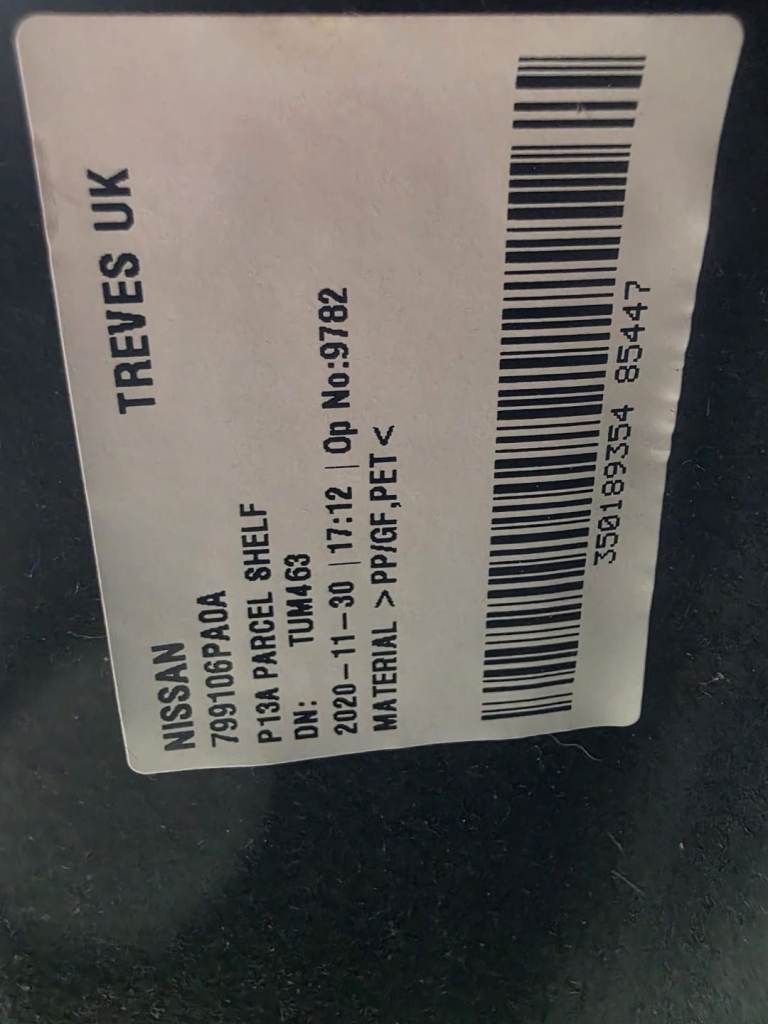 TREVES UK
NISSAN
799106PA0A
P13A PARCEL SHELF
DN: TUM463
2020-11-30 | 17:12 | Op No:9782
MATERIAL >PP/GF,PET<
350189354 85447